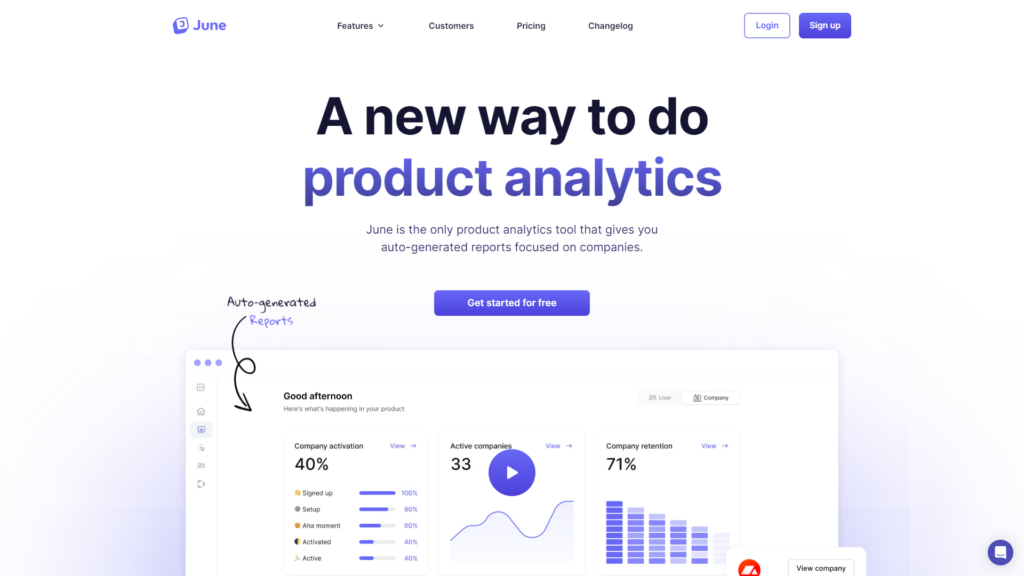 June
Features
Customers
Pricing
Changelog
Login
Sign up
A new way to do
product analytics
June is the only product analytics tool that gives you
auto-generated reports focused on companies.
Get started for free
Auto-generated
Reports
Good afternoon
Here's what's happening in your product
User
Company
Company activation
View
40%
Signed up 100%
Setup 80%
Aha moment 60%
Activated 40%
Active 40%
Active companies
View
33
Company retention
View
71%
View company